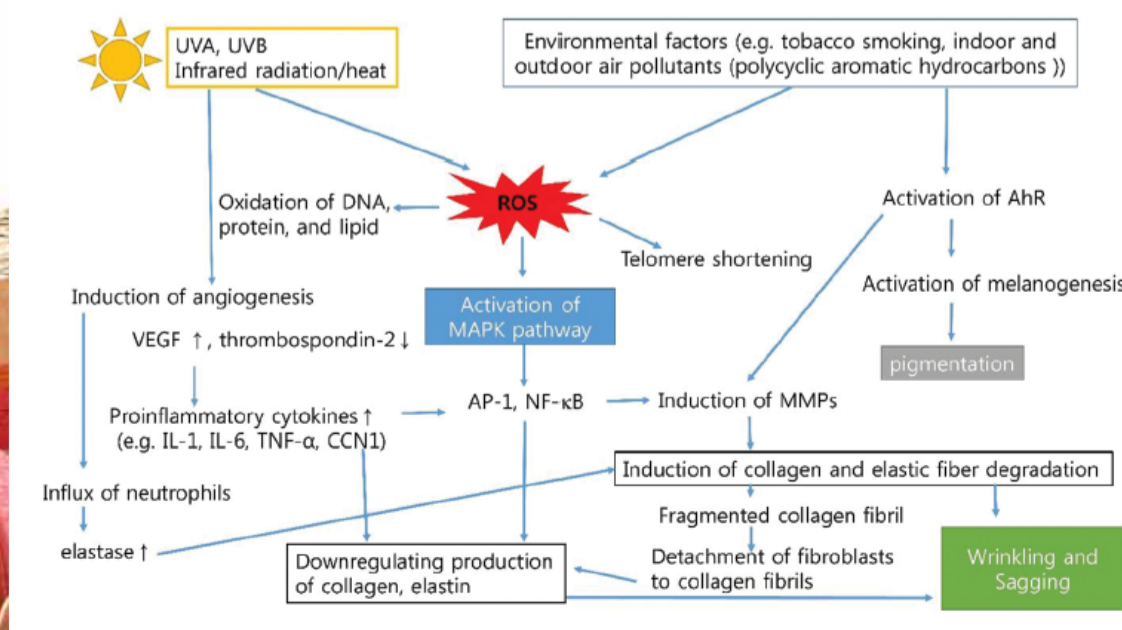 UVA, UVB
Infrared radiation/heat
Environmental factors (e.g. tobacco smoking, indoor and
outdoor air pollutants (polycyclic aromatic hydrocarbons ))
ROS
Oxidation of DNA,
protein, and lipid
Activation of AhR
Telomere shortening
Induction of angiogenesis
Activation of
MAPK pathway
Activation of melanogenesis
VEGF ↑, thrombospondin-2↓
pigmentation
Proinflammatory cytokines↑
(e.g. IL-1, IL-6, TNF-α, CCN1)
AP-1, NF-κB
Induction of MMPs
Induction of collagen and elastic fiber degradation
Influx of neutrophils
Fragmented collagen fibril
elastase↑
Downregulating production
of collagen, elastin
Detachment of fibroblasts
to collagen fibrils
Wrinkling and
Sagging